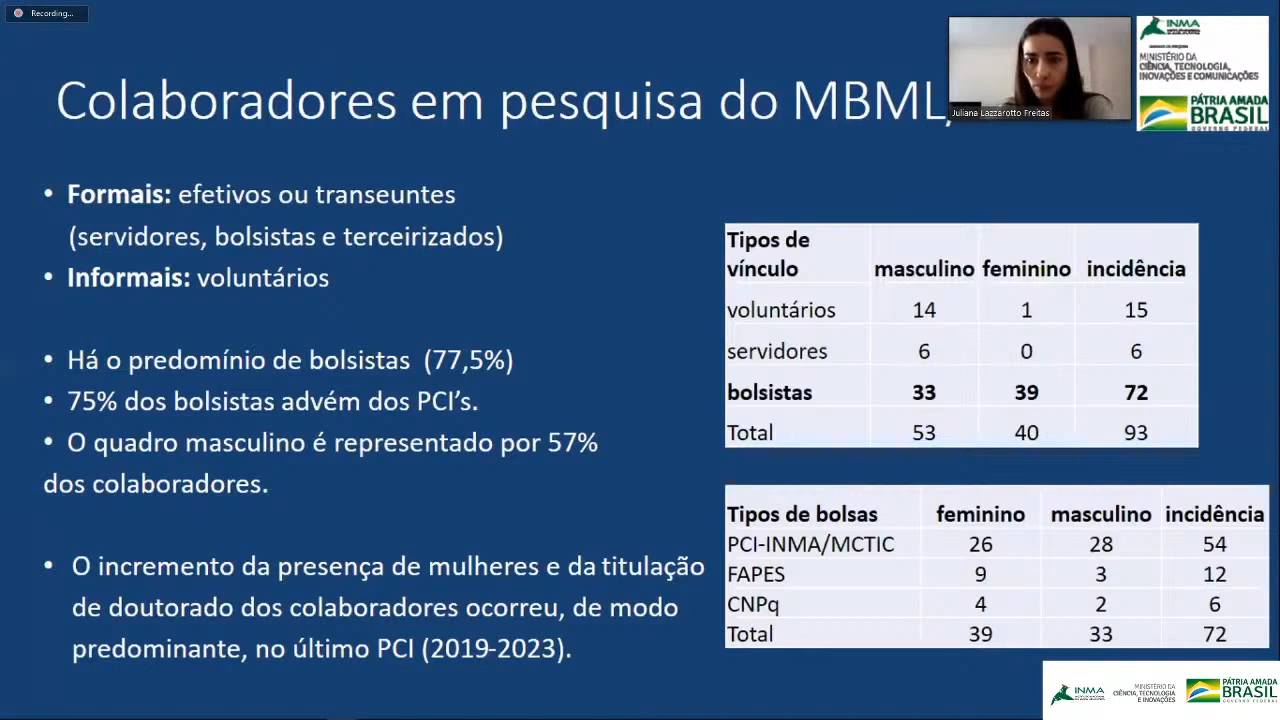 Recording...
Colaboradores em pesquisa do MBML,
Juliana Lazzarotto Freitas
INMA
MINISTÉRIO DA
CIÊNCIA, TECNOLOGIA,
INOVAÇÕES E COMUNICAÇÕES
PÁTRIA AMADA
BRASIL
GOVERNO FEDERAL
• Formais: efetivos ou transeuntes
(servidores, bolsistas e terceirizados)
• Informais: voluntários
• Há o predomínio de bolsistas (77,5%)
• 75% dos bolsistas advém dos PCI's.
• O quadro masculino é representado por 57%
dos colaboradores.
• O incremento da presença de mulheres e da titulação
de doutorado dos colaboradores ocorreu, de modo
predominante, no último PCI (2019-2023).
Tipos de
vínculo masculino feminino incidência
voluntários 14 1 15
servidores 6 0 6
bolsistas 33 39 72
Total 53 40 93
Tipos de bolsas feminino masculino incidência
PCI-INMA/MCTIC 26 28 54
FAPES 9 3 12
CNPq 4 2 6
Total 39 33 72
INMA
MINISTÉRIO DA
CIÊNCIA, TECNOLOGIA
E INOVAÇÕES
PÁTRIA AMADA
BRASIL
GOVERNO FEDERAL